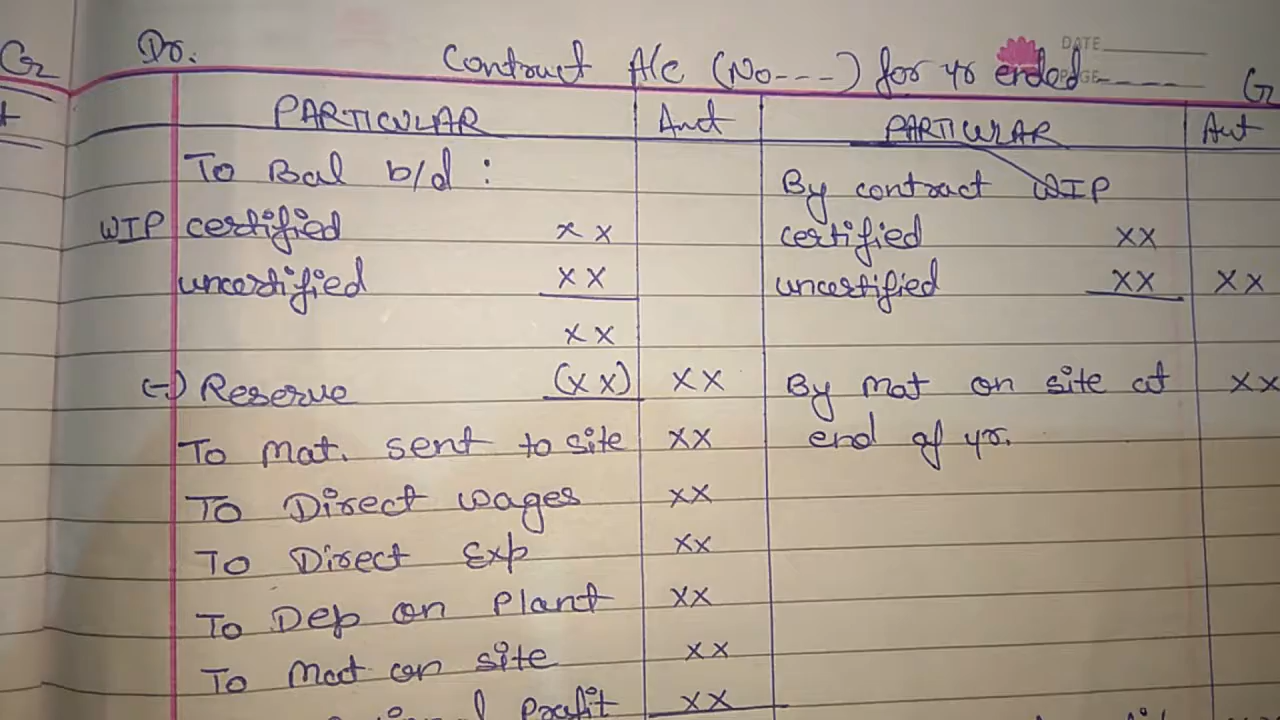 Cr Dr. Contract A/c (No---) for yr ended------ Cr
DATE
PAGE
PARTICULAR Amt PARTICULAR Amt
To Bal b/d : By contract WIP
WIP certified x x certified xx
uncertified x x uncertified xx xx
x x
(-) Reserve (xx) xx By mat on site at xx
To mat. sent to site xx end of yr.
To Direct wages xx
To Direct Exp xx
To Dep on Plant xx
To Mat on site xx
Profit xx